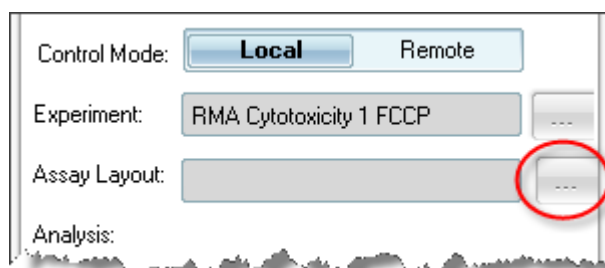 Control Mode: Local Remote
Experiment: RMA Cytotoxicity 1 FCCP ...
Assay Layout: ...
Analysis: